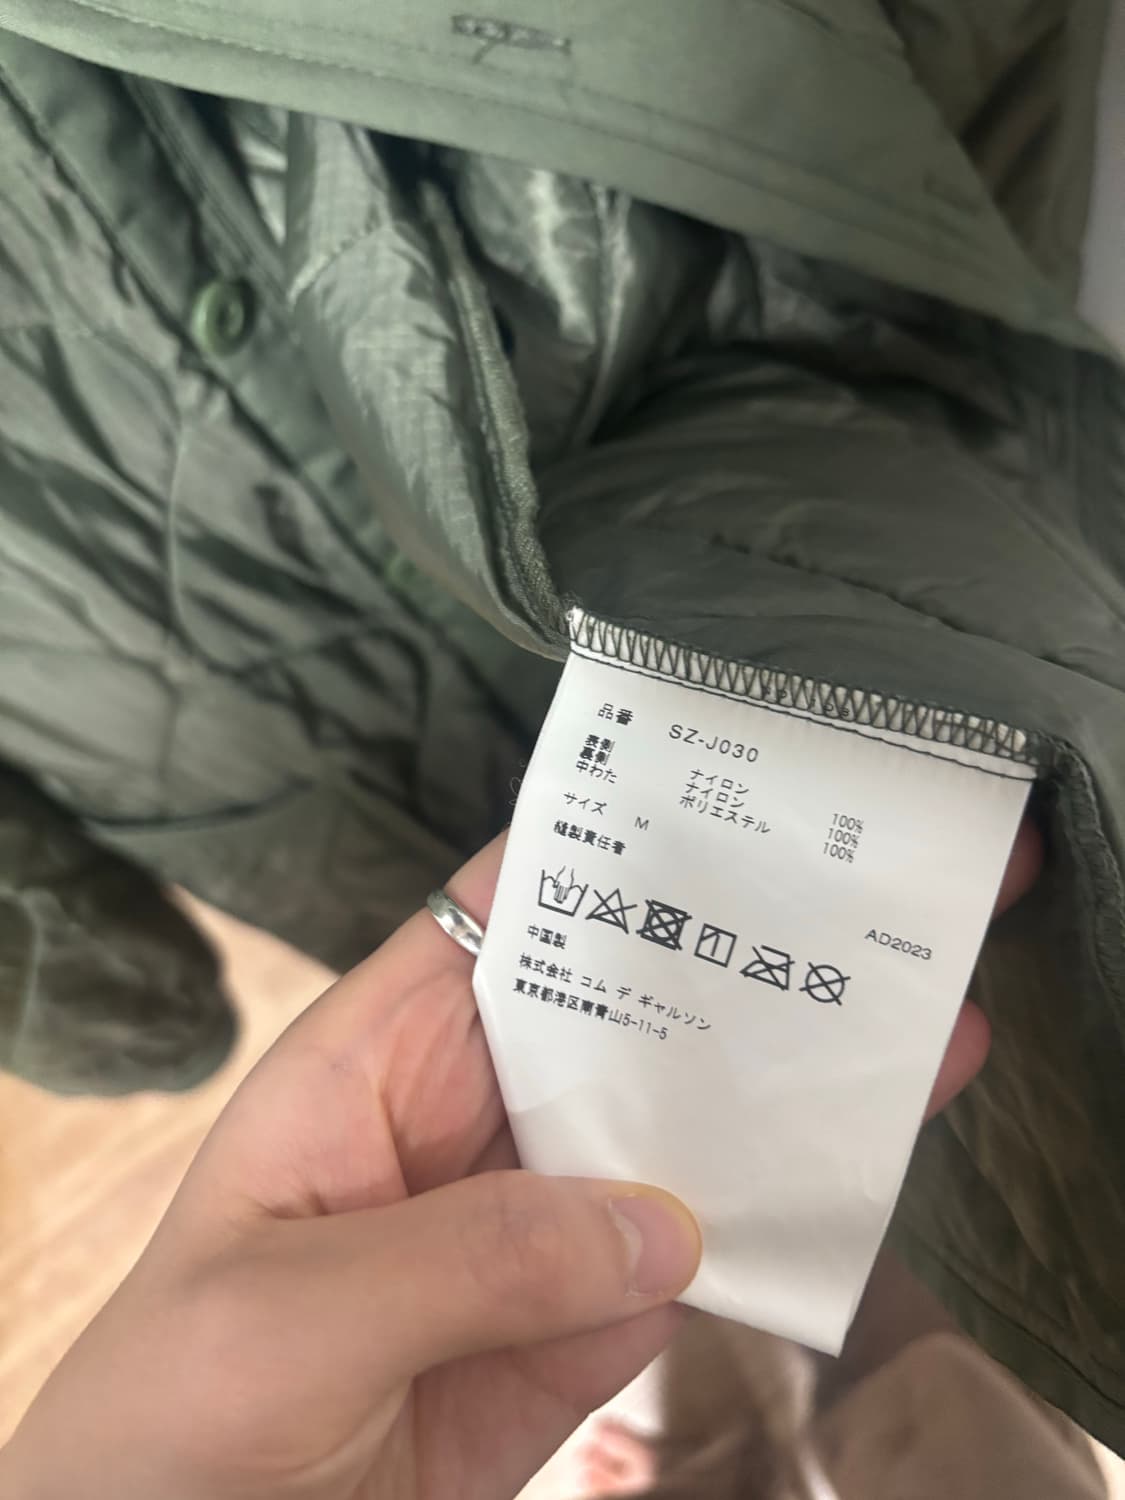 品番 SZ-J030
表側 ナイロン 100%
裏側 ナイロン 100%
中わた ポリエステル 100%
サイズ M
縫製責任者
AD2023
中国製
株式会社 コム デ ギャルソン
東京都港区南青山5-11-5